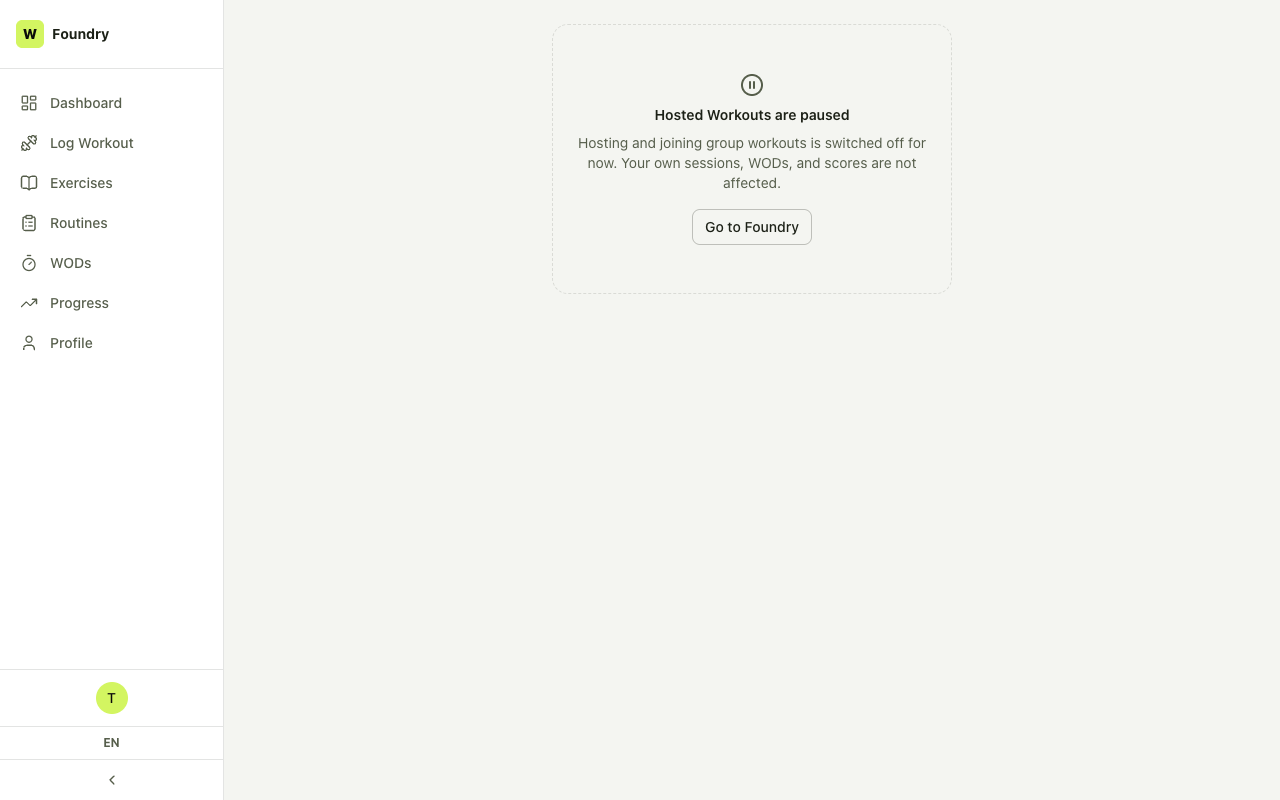 W Foundry
Dashboard
Log Workout
Exercises
Routines
WODs
Progress
Profile
T
EN
Hosted Workouts are paused
Hosting and joining group workouts is switched off for
now. Your own sessions, WODs, and scores are not
affected.
Go to Foundry